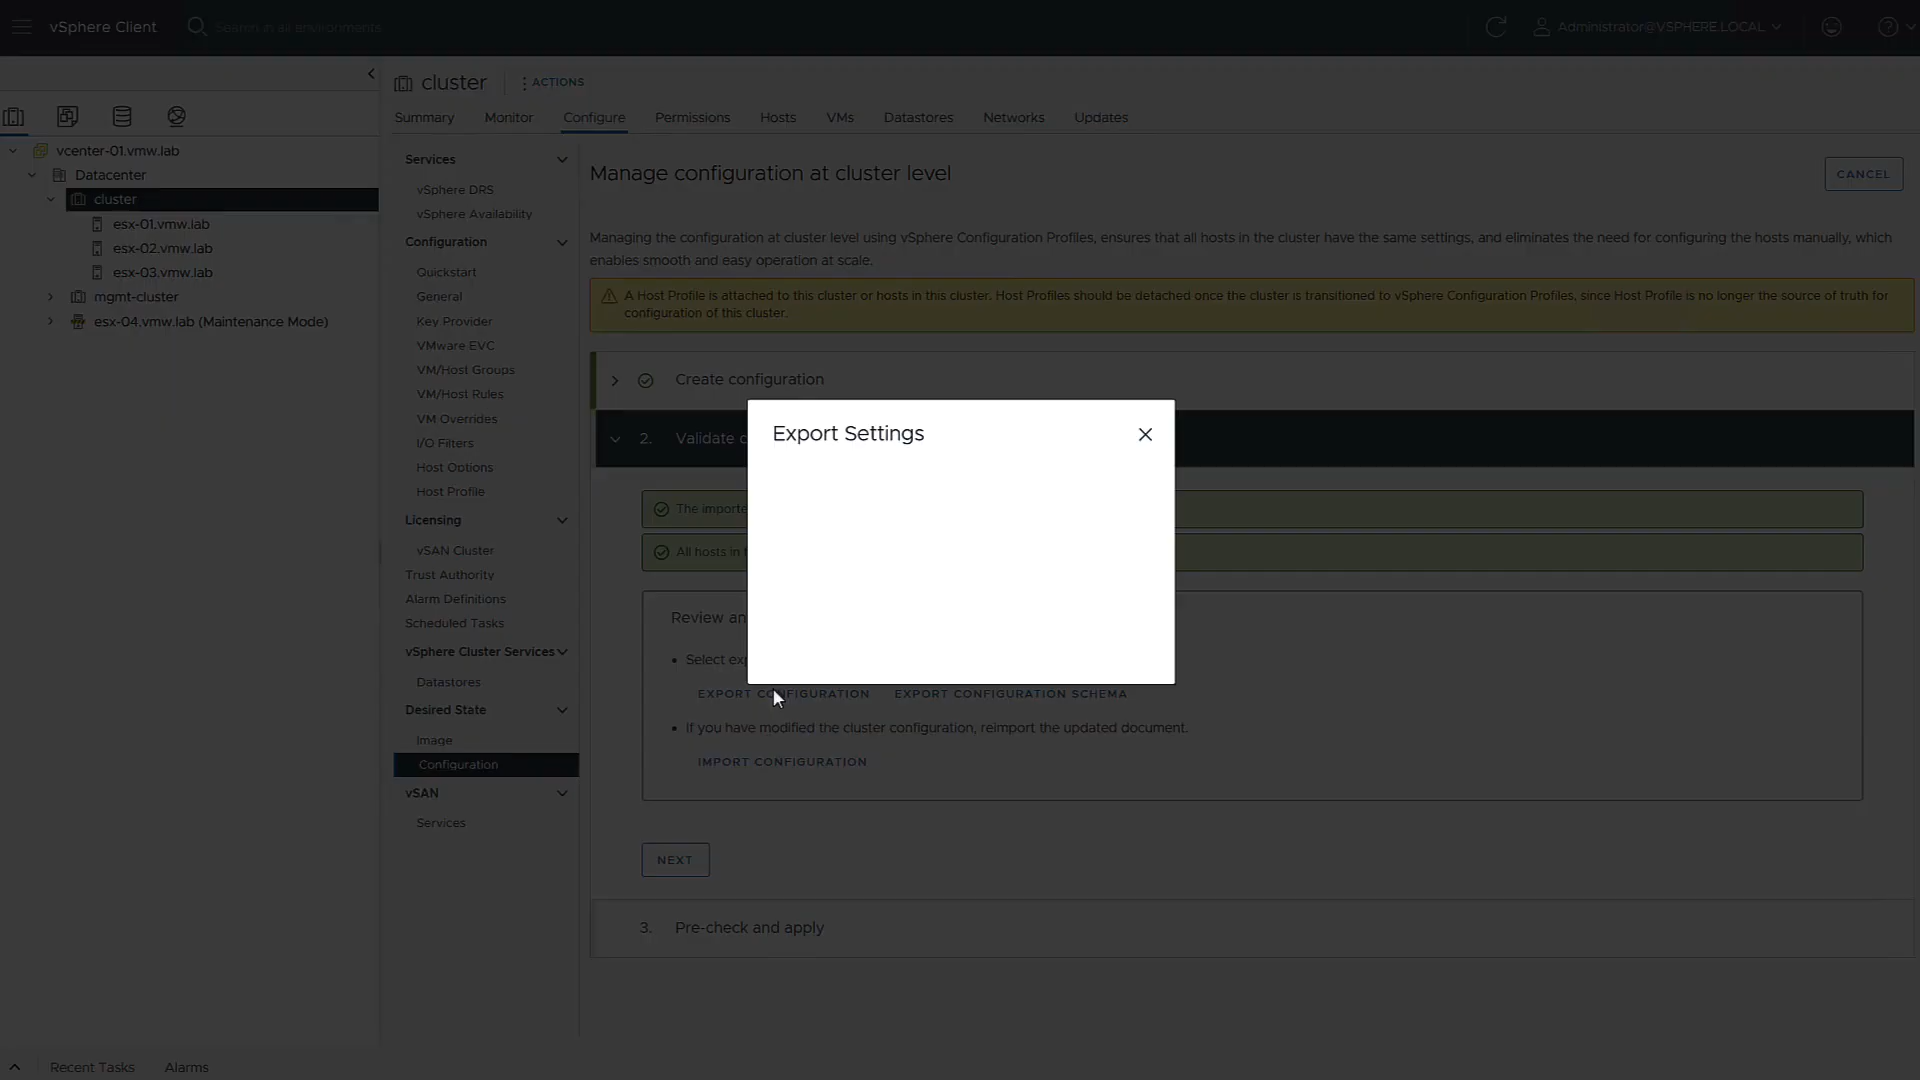 vSphere Client
Search in all environments
Administrator@VSPHERE.LOCAL
cluster
ACTIONS
Summary Monitor Configure Permissions Hosts VMs Datastores Networks Updates
vcenter-01.vmw.lab
Datacenter
cluster
esx-01.vmw.lab
esx-02.vmw.lab
esx-03.vmw.lab
mgmt-cluster
esx-04.vmw.lab (Maintenance Mode)
Services
vSphere DRS
vSphere Availability
Configuration
Quickstart
General
Key Provider
VMware EVC
VM/Host Groups
VM/Host Rules
VM Overrides
I/O Filters
Host Options
Host Profile
Licensing
vSAN Cluster
Trust Authority
Alarm Definitions
Scheduled Tasks
vSphere Cluster Services
Datastores
Desired State
Image
Configuration
vSAN
Services
Manage configuration at cluster level
CANCEL
Managing the configuration at cluster level using vSphere Configuration Profiles, ensures that all hosts in the cluster have the same settings, and eliminates the need for configuring the hosts manually, which
enables smooth and easy operation at scale.
A Host Profile is attached to this cluster or hosts in this cluster. Host Profiles should be detached once the cluster is transitioned to vSphere Configuration Profiles, since Host Profile is no longer the source of truth for
configuration of this cluster.
Create configuration
2. Validate c
Export Settings
The importe
All hosts in
Review an
• Select exp
EXPORT CONFIGURATION EXPORT CONFIGURATION SCHEMA
• If you have modified the cluster configuration, reimport the updated document.
IMPORT CONFIGURATION
NEXT
3. Pre-check and apply
Recent Tasks Alarms